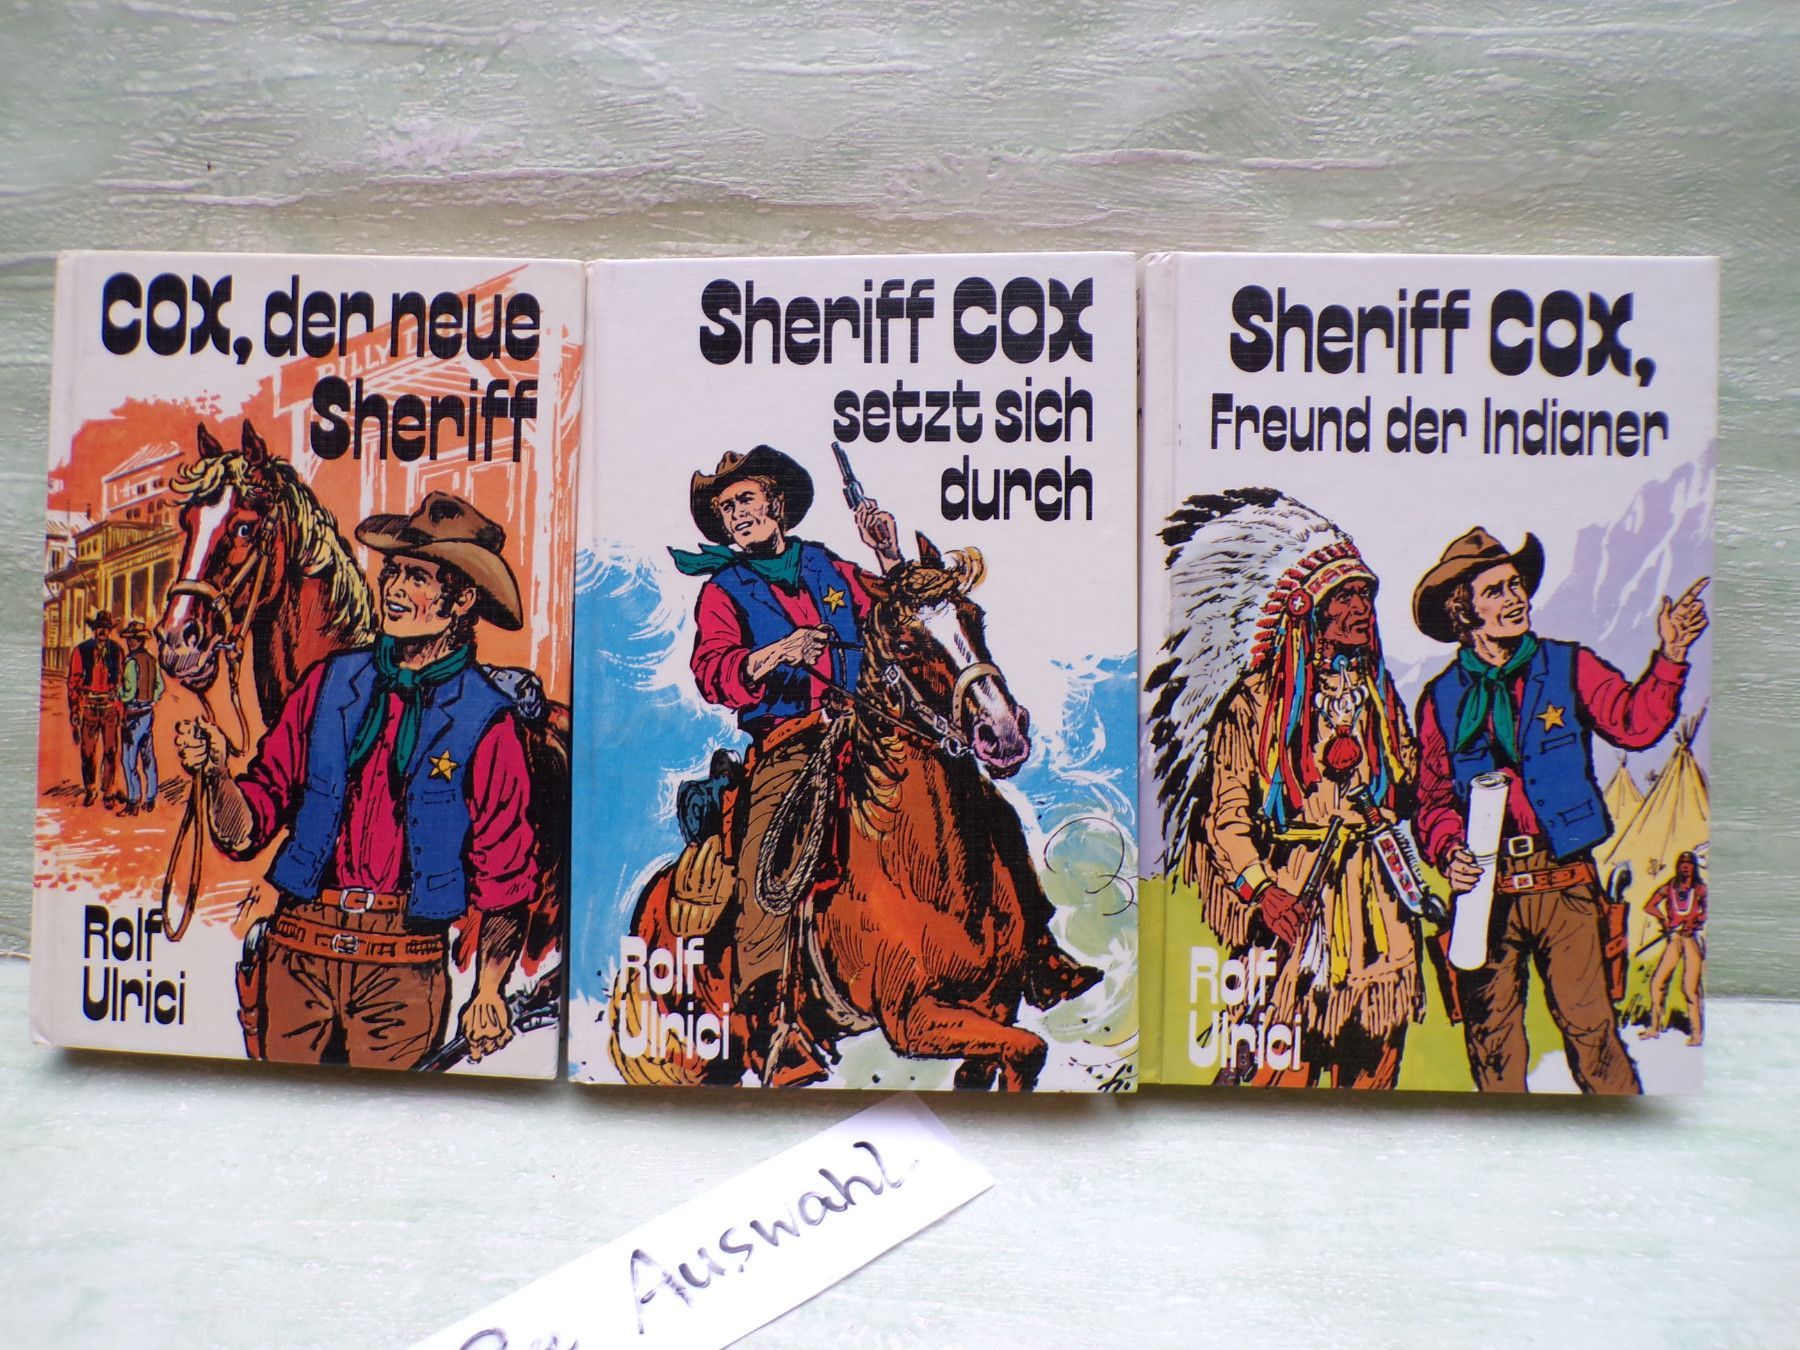 COX, der neue
Sheriff
BILLY
Rolf
Ulrici
Sheriff COX
setzt sich
durch
Rolf
Ulrici
Sheriff COX,
Freund der Indianer
Rolf
Ulrici
Auswahl